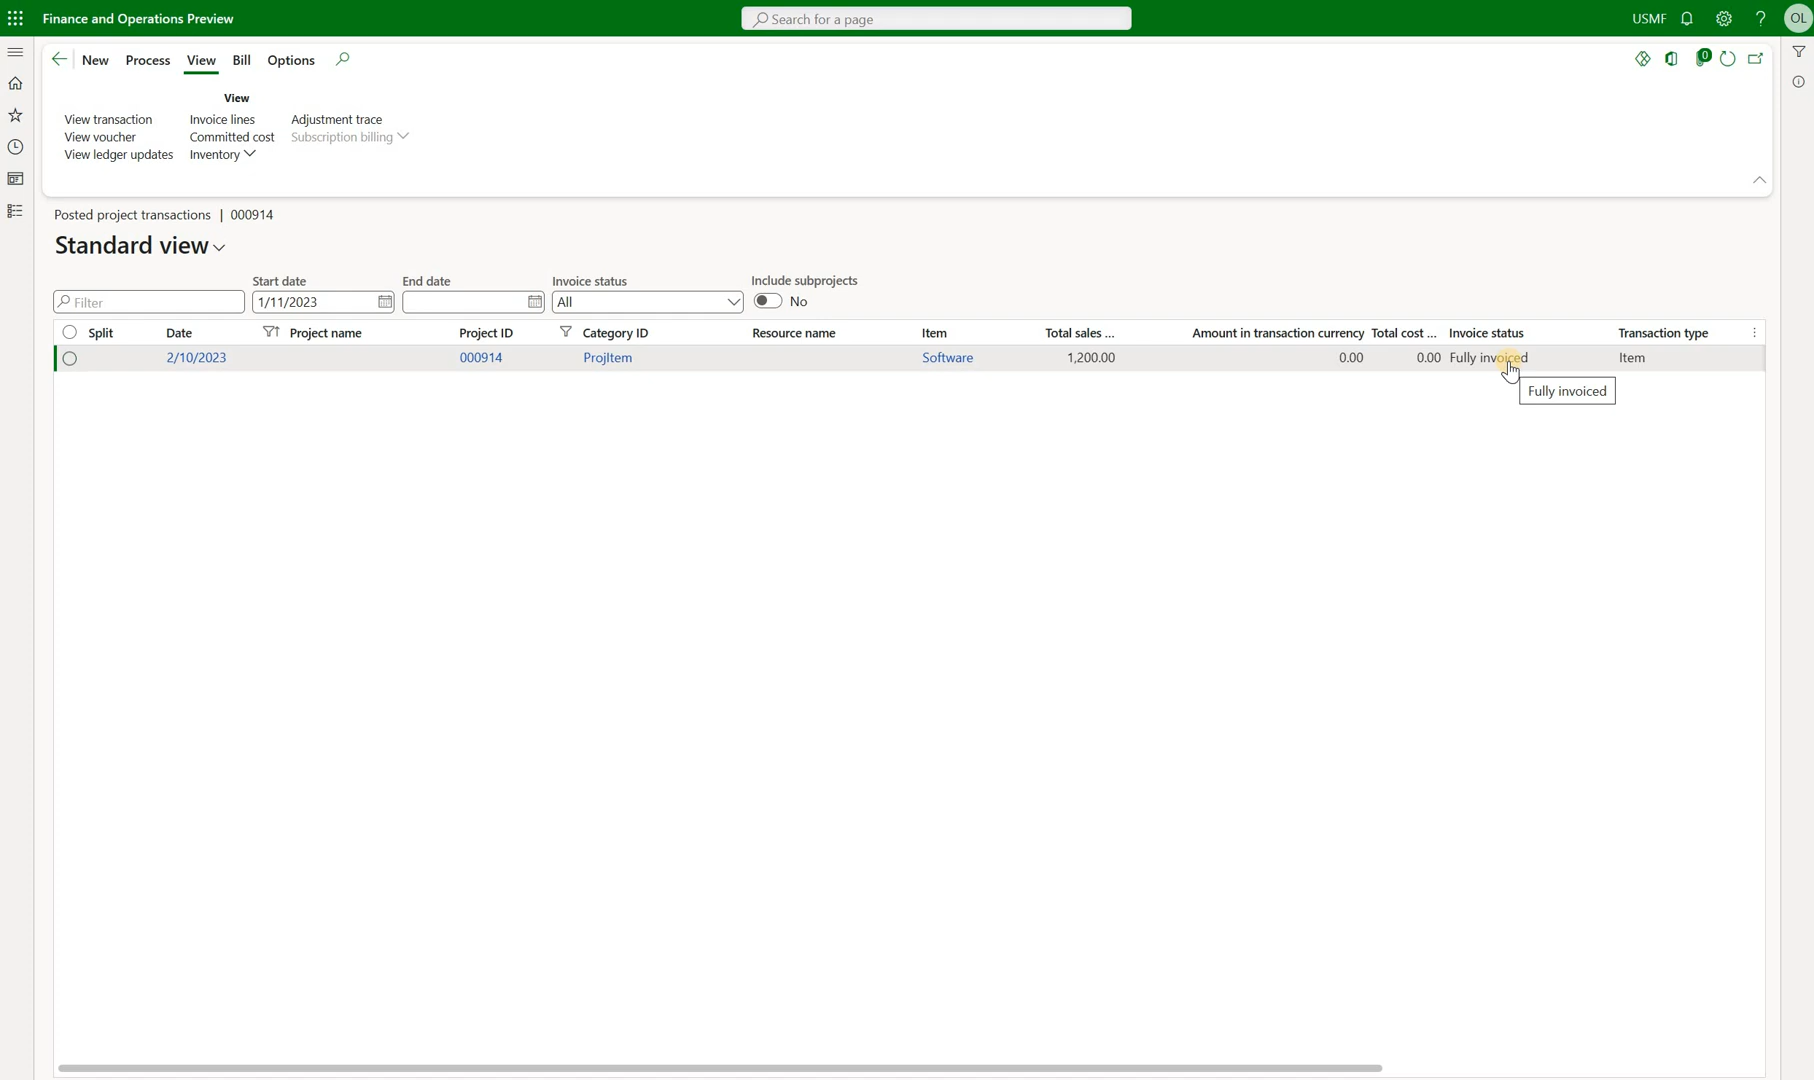 Finance and Operations Preview
Search for a page
USMF
?
OL
New Process View Bill Options
0
View
View transaction Invoice lines Adjustment trace
View voucher Committed cost Subscription billing
View ledger updates Inventory
Posted project transactions | 000914
Standard view
Start date End date Invoice status Include subprojects
Filter 1/11/2023 All No
Split Date Project name Project ID Category ID Resource name Item Total sales ... Amount in transaction currency Total cost ... Invoice status Transaction type
2/10/2023 000914 ProjItem Software 1,200.00 0.00 0.00 Fully invoiced Item
Fully invoiced